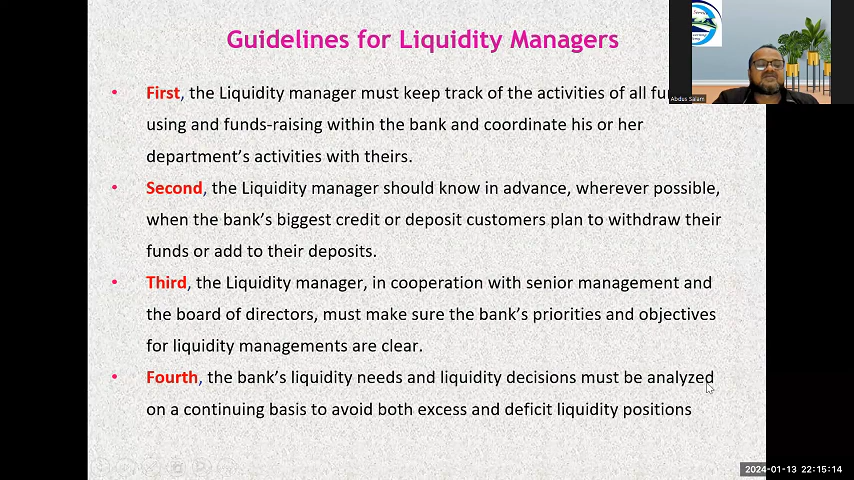 Guidelines for Liquidity Managers
• First, the Liquidity manager must keep track of the activities of all
using and funds-raising within the bank and coordinate his or her
department's activities with theirs.
• Second, the Liquidity manager should know in advance, wherever possible,
when the bank's biggest credit or deposit customers plan to withdraw their
funds or add to their deposits.
• Third, the Liquidity manager, in cooperation with senior management and
the board of directors, must make sure the bank's priorities and objectives
for liquidity managements are clear.
• Fourth, the bank's liquidity needs and liquidity decisions must be analyzed
on a continuing basis to avoid both excess and deficit liquidity positions
Abdus Salam
2024-01-13 22:15:14